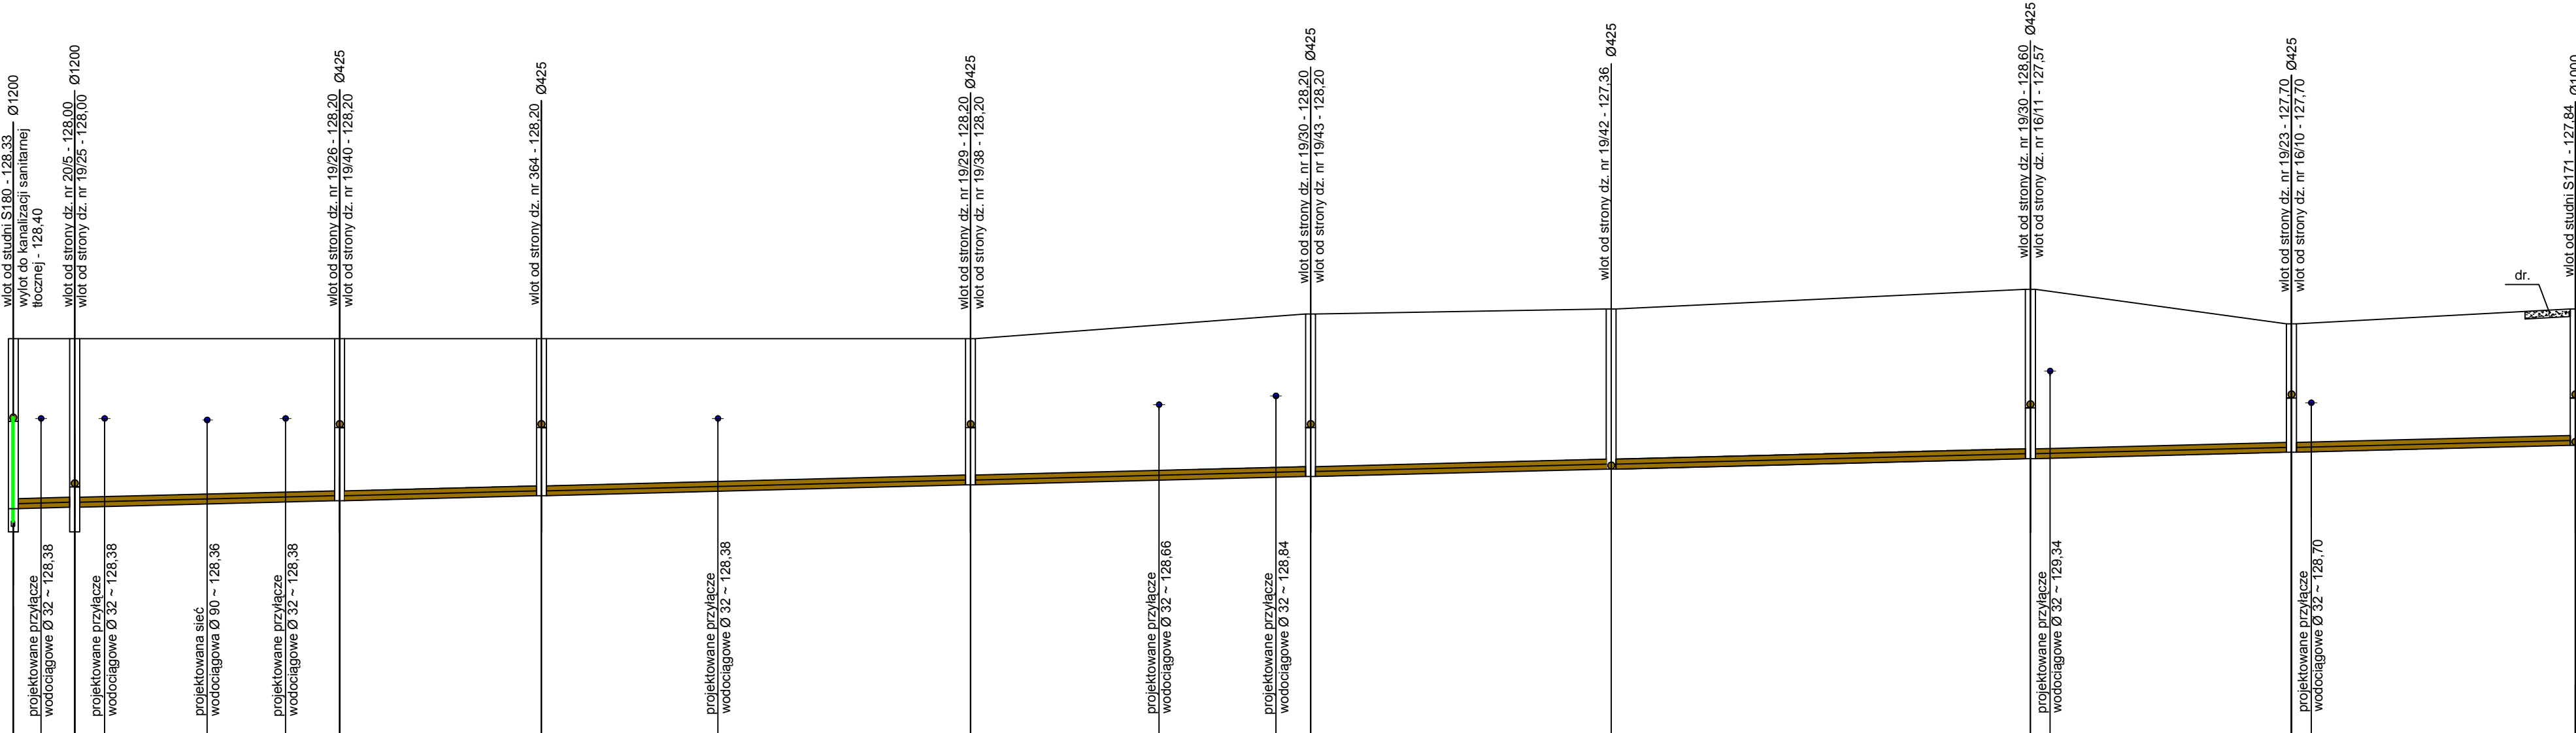 wlot od studni S180 - 128,33
Ø1200
wylot do kanalizacji sanitarnej
tłocznej - 128,40
wlot od strony dz. nr 20/5 - 128,00
Ø1200
wlot od strony dz. nr 19/25 - 128,00
wlot od strony dz. nr 19/26 - 128,20
Ø425
wlot od strony dz. nr 19/40 - 128,20
wlot od strony dz. nr 364 - 128,20
Ø425
wlot od strony dz. nr 19/29 - 128,20
Ø425
wlot od strony dz. nr 19/38 - 128,20
wlot od strony dz. nr 19/30 - 128,20
Ø425
wlot od strony dz. nr 19/43 - 128,20
wlot od strony dz. nr 19/42 - 127,36
Ø425
wlot od strony dz. nr 19/30 - 128,60
Ø425
wlot od strony dz. nr 16/11 - 127,57
wlot od strony dz. nr 19/23 - 127,70
Ø425
wlot od strony dz. nr 16/10 - 127,70
wlot od studni S171 - 127,84
Ø1000
dr.
projektowane przyłącze
wodociągowe Ø 32 ~ 128,38
projektowane przyłącze
wodociągowe Ø 32 ~ 128,38
projektowana sieć
wodociągowa Ø 90 ~ 128,36
projektowane przyłącze
wodociągowe Ø 32 ~ 128,38
projektowane przyłącze
wodociągowe Ø 32 ~ 128,38
projektowane przyłącze
wodociągowe Ø 32 ~ 128,66
projektowane przyłącze
wodociągowe Ø 32 ~ 128,84
projektowane przyłącze
wodociągowe Ø 32 ~ 129,34
projektowane przyłącze
wodociągowe Ø 32 ~ 128,70